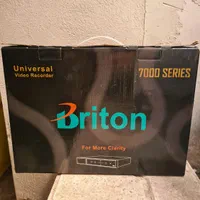 Universal
Video Recorder
7000 SERIES
Briton
For More Clarity